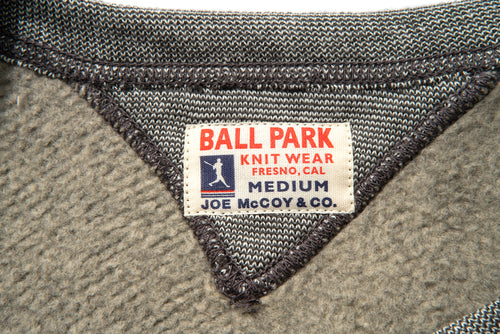 BALL PARK
KNIT WEAR
FRESNO, CAL
MEDIUM
JOE McCOY & CO.